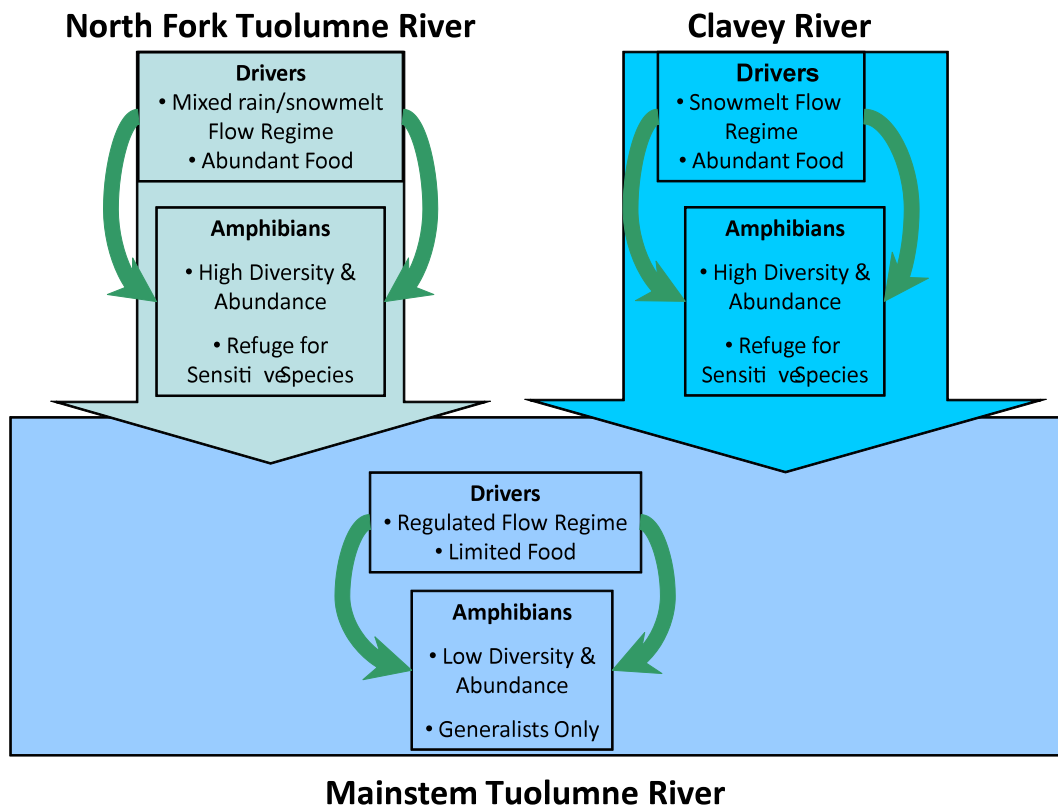 North Fork Tuolumne River
Drivers
• Mixed rain/snowmelt
Flow Regime
• Abundant Food
Amphibians
• High Diversity &
Abundance
• Refuge for
Sensiti veSpecies
Clavey River
Drivers
• Snowmelt Flow
Regime
• Abundant Food
Amphibians
• High Diversity &
Abundance
• Refuge for
Sensiti veSpecies
Drivers
• Regulated Flow Regime
• Limited Food
Amphibians
• Low Diversity &
Abundance
• Generalists Only
Mainstem Tuolumne River